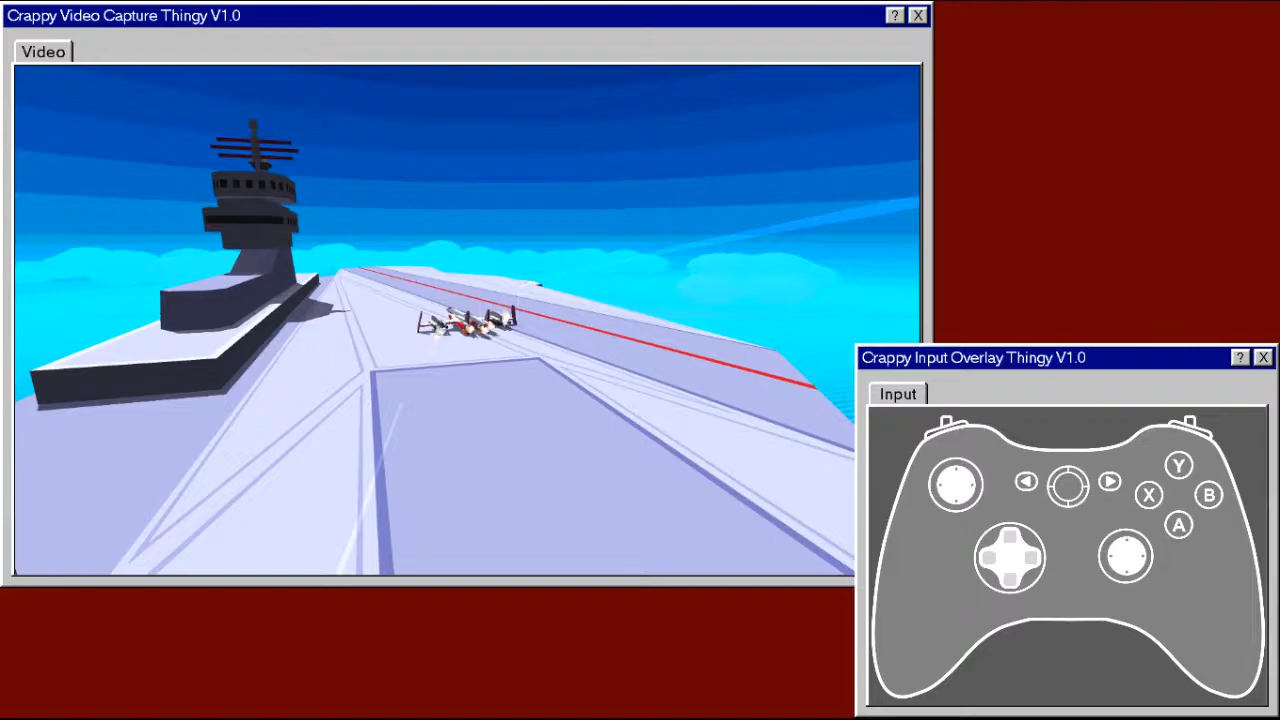 Crappy Video Capture Thingy V1.0
? X
Video
Crappy Input Overlay Thingy V1.0
? X
Input
Y
X B
A